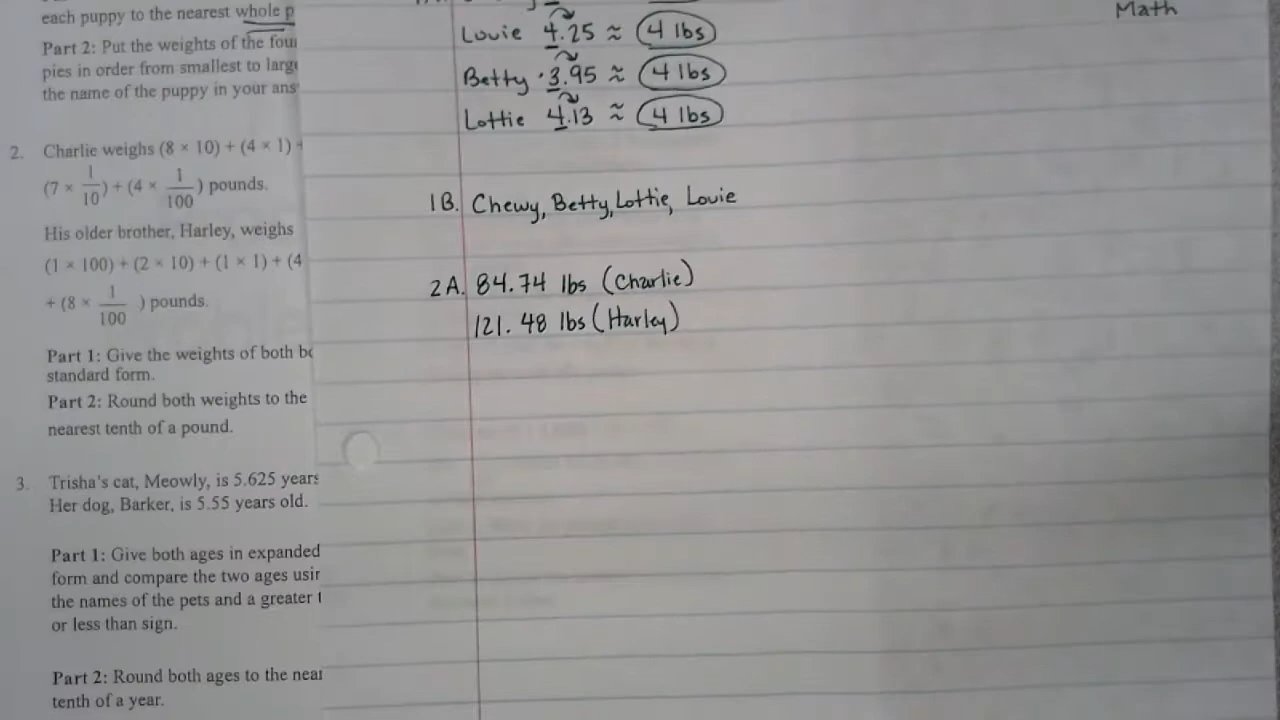 each puppy to the nearest whole p
Part 2: Put the weights of the four
pies in order from smallest to large
the name of the puppy in your ans
2. Charlie weighs (8 × 10) + (4 × 1) +
(7 × 1/10) + (4 × 1/100) pounds.
His older brother, Harley, weighs
(1 × 100) + (2 × 10) + (1 × 1) + (4
+ (8 × 1/100) pounds.
Part 1: Give the weights of both bo
standard form.
Part 2: Round both weights to the
nearest tenth of a pound.
3. Trisha's cat, Meowly, is 5.625 years
Her dog, Barker, is 5.55 years old.
Part 1: Give both ages in expanded
form and compare the two ages usin
the names of the pets and a greater t
or less than sign.
Part 2: Round both ages to the near
tenth of a year.
Math
Louie 4.25 ≈ 4 lbs
Betty · 3.95 ≈ 4 lbs
Lottie 4.13 ≈ 4 lbs
1B. Chewy, Betty, Lottie, Louie
2A. 84.74 lbs (Charlie)
121.48 lbs (Harley)